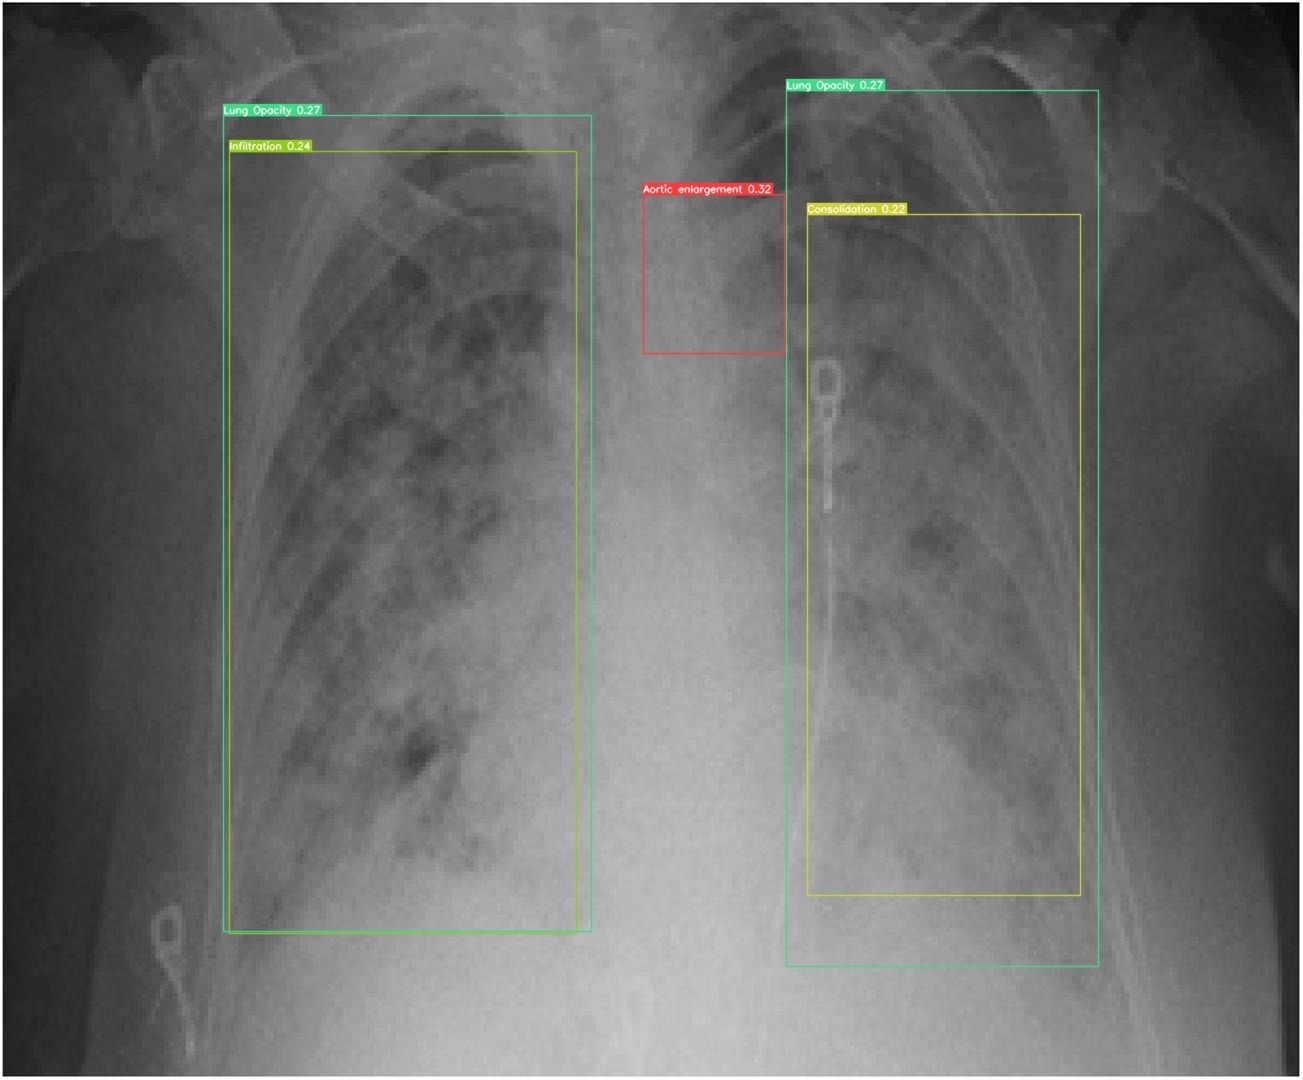 Lung Opacity 0.27
Lung Opacity 0.27
Infiltration 0.24
Aortic enlargement 0.32
Consolidation 0.22